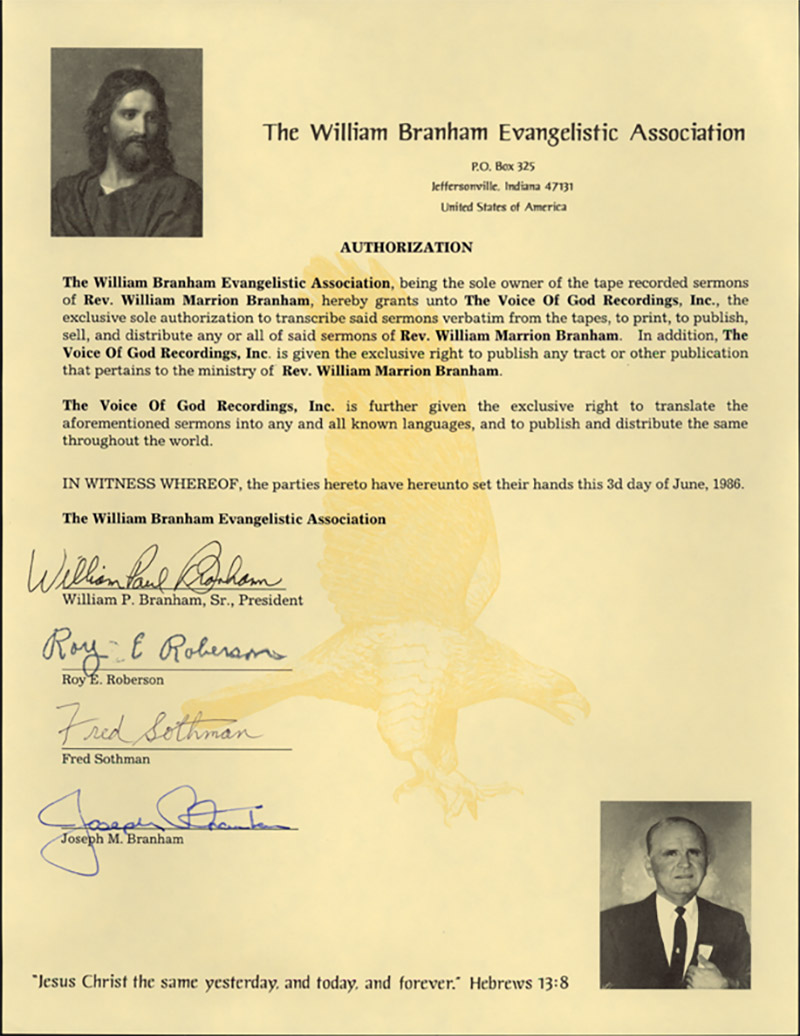 The William Branham Evangelistic Association
P.O. Box 325
Jeffersonville, Indiana 47131
United States of America
AUTHORIZATION
The William Branham Evangelistic Association, being the sole owner of the tape recorded sermons
of Rev. William Marrion Branham, hereby grants unto The Voice Of God Recordings, Inc., the
exclusive sole authorization to transcribe said sermons verbatim from the tapes, to print, to publish,
sell, and distribute any or all of said sermons of Rev. William Marrion Branham. In addition, The
Voice Of God Recordings, Inc. is given the exclusive right to publish any tract or other publication
that pertains to the ministry of Rev. William Marrion Branham.
The Voice Of God Recordings, Inc. is further given the exclusive right to translate the
aforementioned sermons into any and all known languages, and to publish and distribute the same
throughout the world.
IN WITNESS WHEREOF, the parties hereto have hereunto set their hands this 3d day of June, 1986.
The William Branham Evangelistic Association
William Paul Branham
William P. Branham, Sr., President
Roy E Roberson
Roy E. Roberson
Fred Sothman
Fred Sothman
Joseph Branham
Joseph M. Branham
"Jesus Christ the same yesterday, and today, and forever." Hebrews 13:8